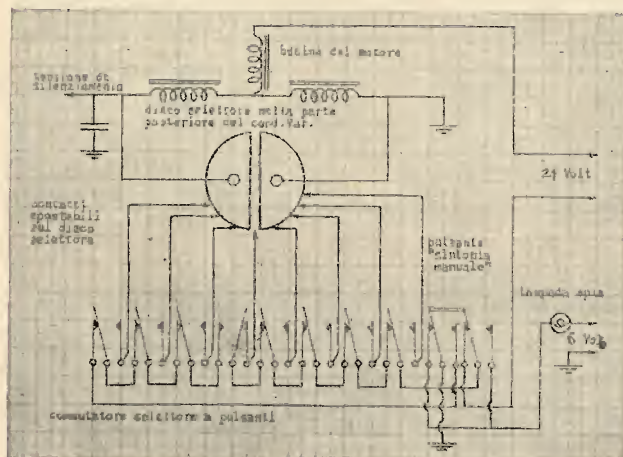 bobina del motore
tensione di
silenziamento
disco selettore nella parte
posteriore del cond.Var.
24 Volt
contatti
spostabili
sul disco
selettore
pulsante
"sintonia
manuale"
lampada spia
6 Volt
commutatore selettore a pulsanti